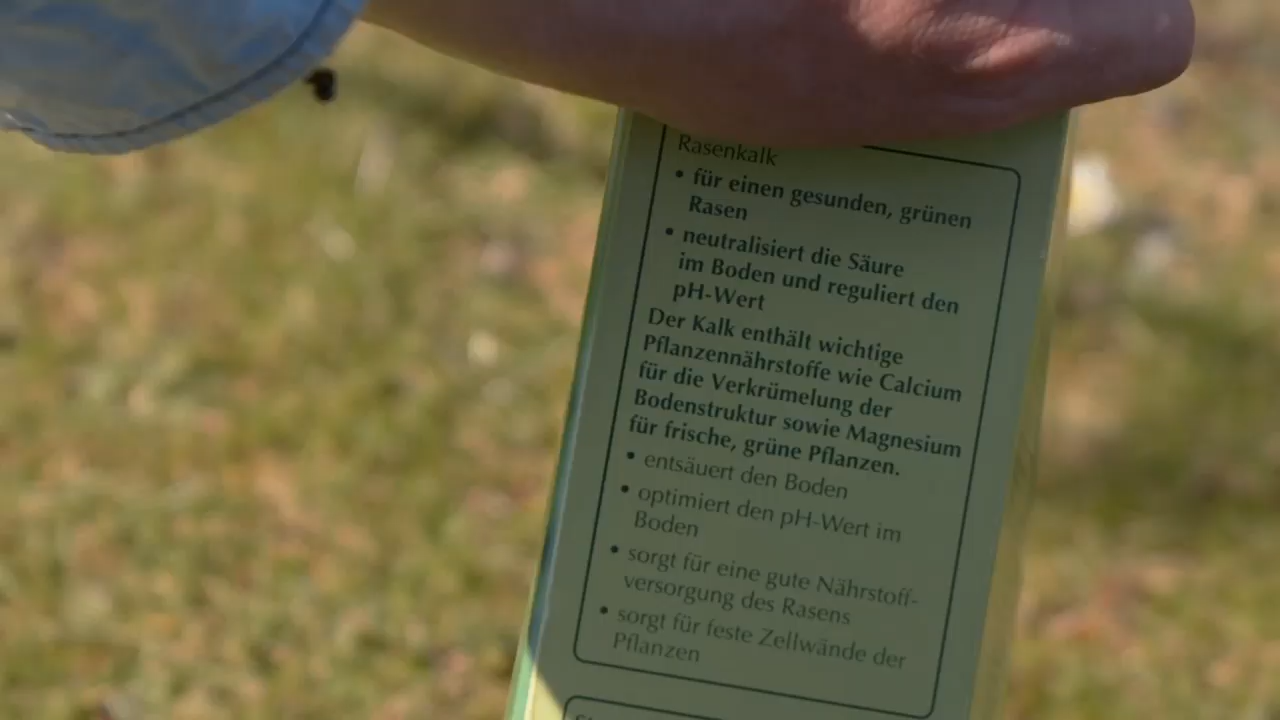 Rasenkalk
• für einen gesunden, grünen
Rasen
• neutralisiert die Säure
im Boden und reguliert den
pH-Wert
Der Kalk enthält wichtige
Pflanzennährstoffe wie Calcium
für die Verkrümelung der
Bodenstruktur sowie Magnesium
für frische, grüne Pflanzen.
• entsäuert den Boden
• optimiert den pH-Wert im
Boden
• sorgt für eine gute Nährstoff-
versorgung des Rasens
• sorgt für feste Zellwände der
Pflanzen